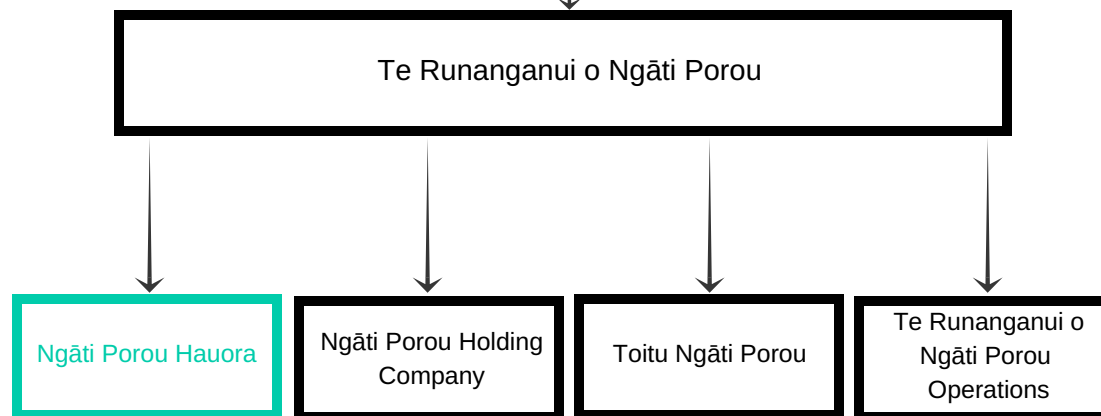 Te Runanganui o Ngāti Porou
Ngāti Porou Hauora
Ngāti Porou Holding
Company
Toitu Ngāti Porou
Te Runanganui o
Ngāti Porou
Operations